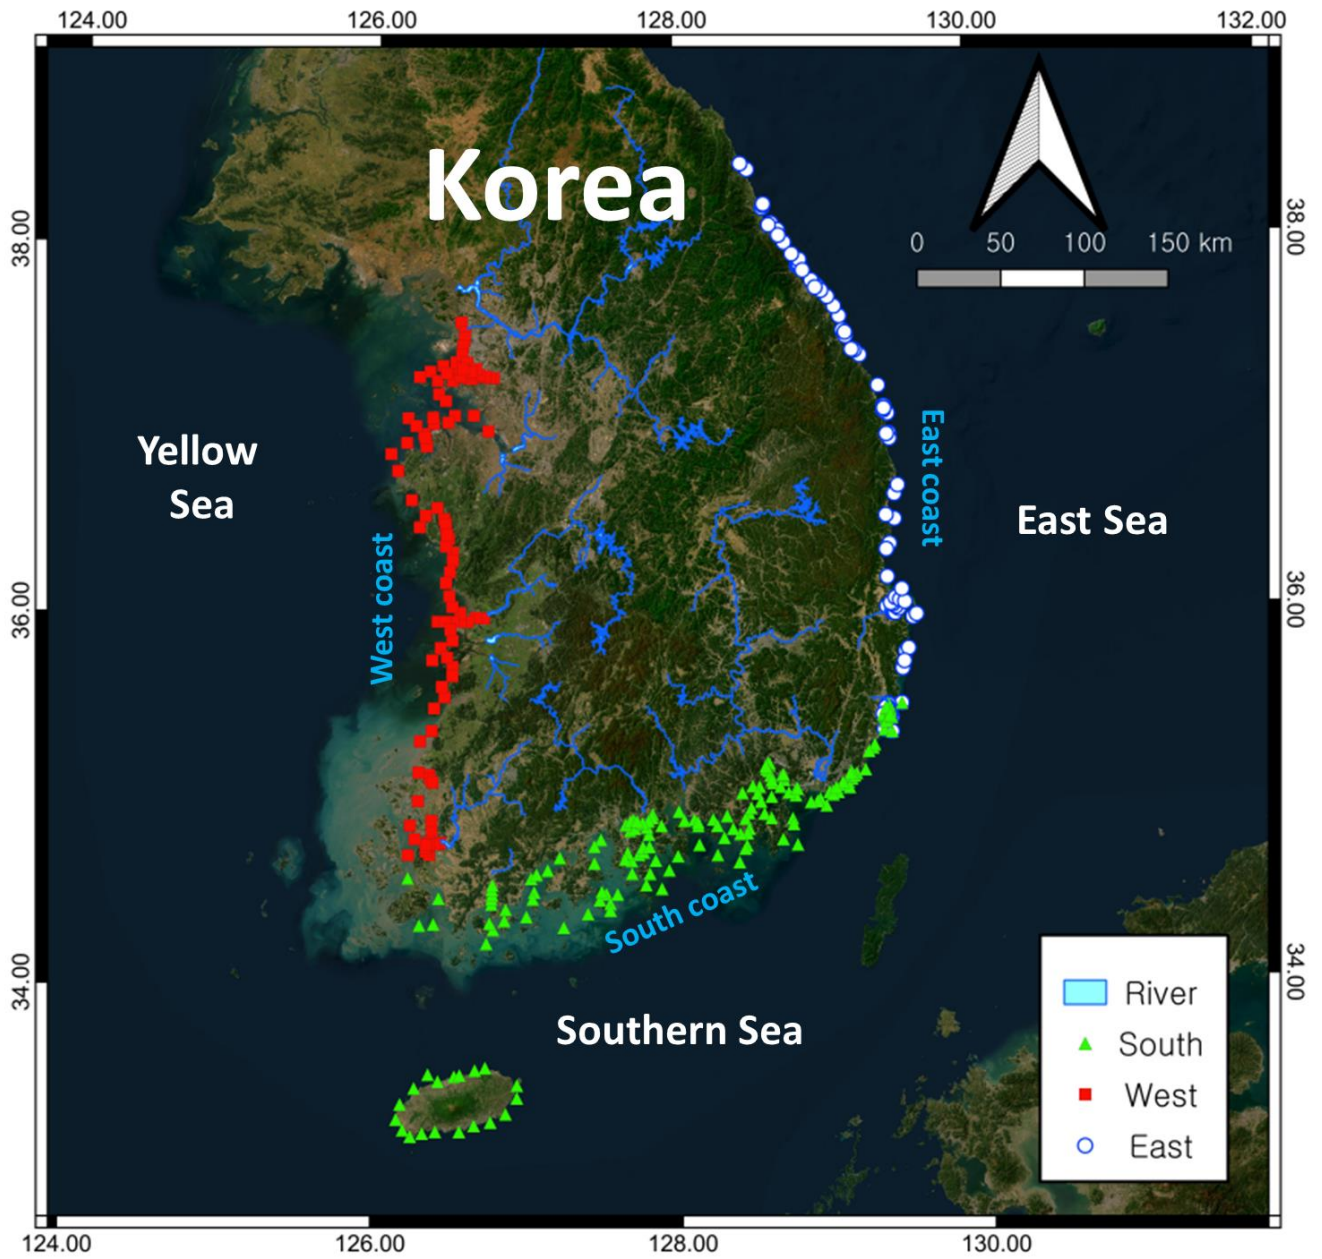 124.00 126.00 128.00 130.00 132.00
Korea
0 50 100 150 km
38.00
38.00
Yellow
Sea
East coast
East Sea
West coast
36.00
36.00
South coast
34.00
34.00
Southern Sea
River
South
West
East
124.00 126.00 128.00 130.00